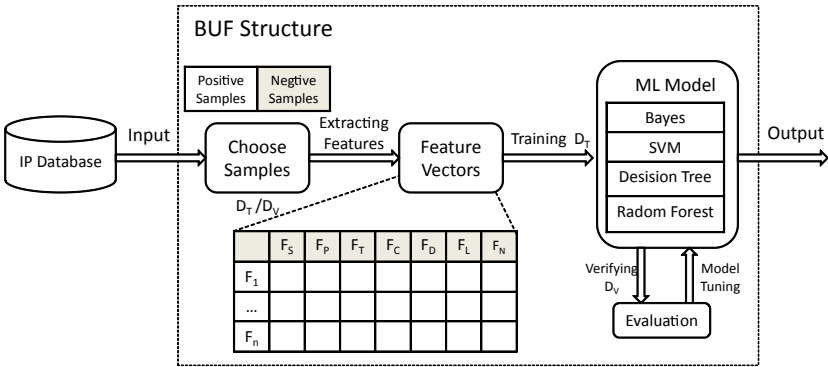 BUF Structure
Positive
Samples
Negtive
Samples
IP Database
Input
Choose
Samples
D_T/D_V
Extracting
Features
Feature
Vectors
Training D_T
ML Model
Bayes
SVM
Desision Tree
Radom Forest
Output
F_S F_P F_T F_C F_D F_L F_N
F_1
...
F_n
Verifying
D_V
Model
Tuning
Evaluation